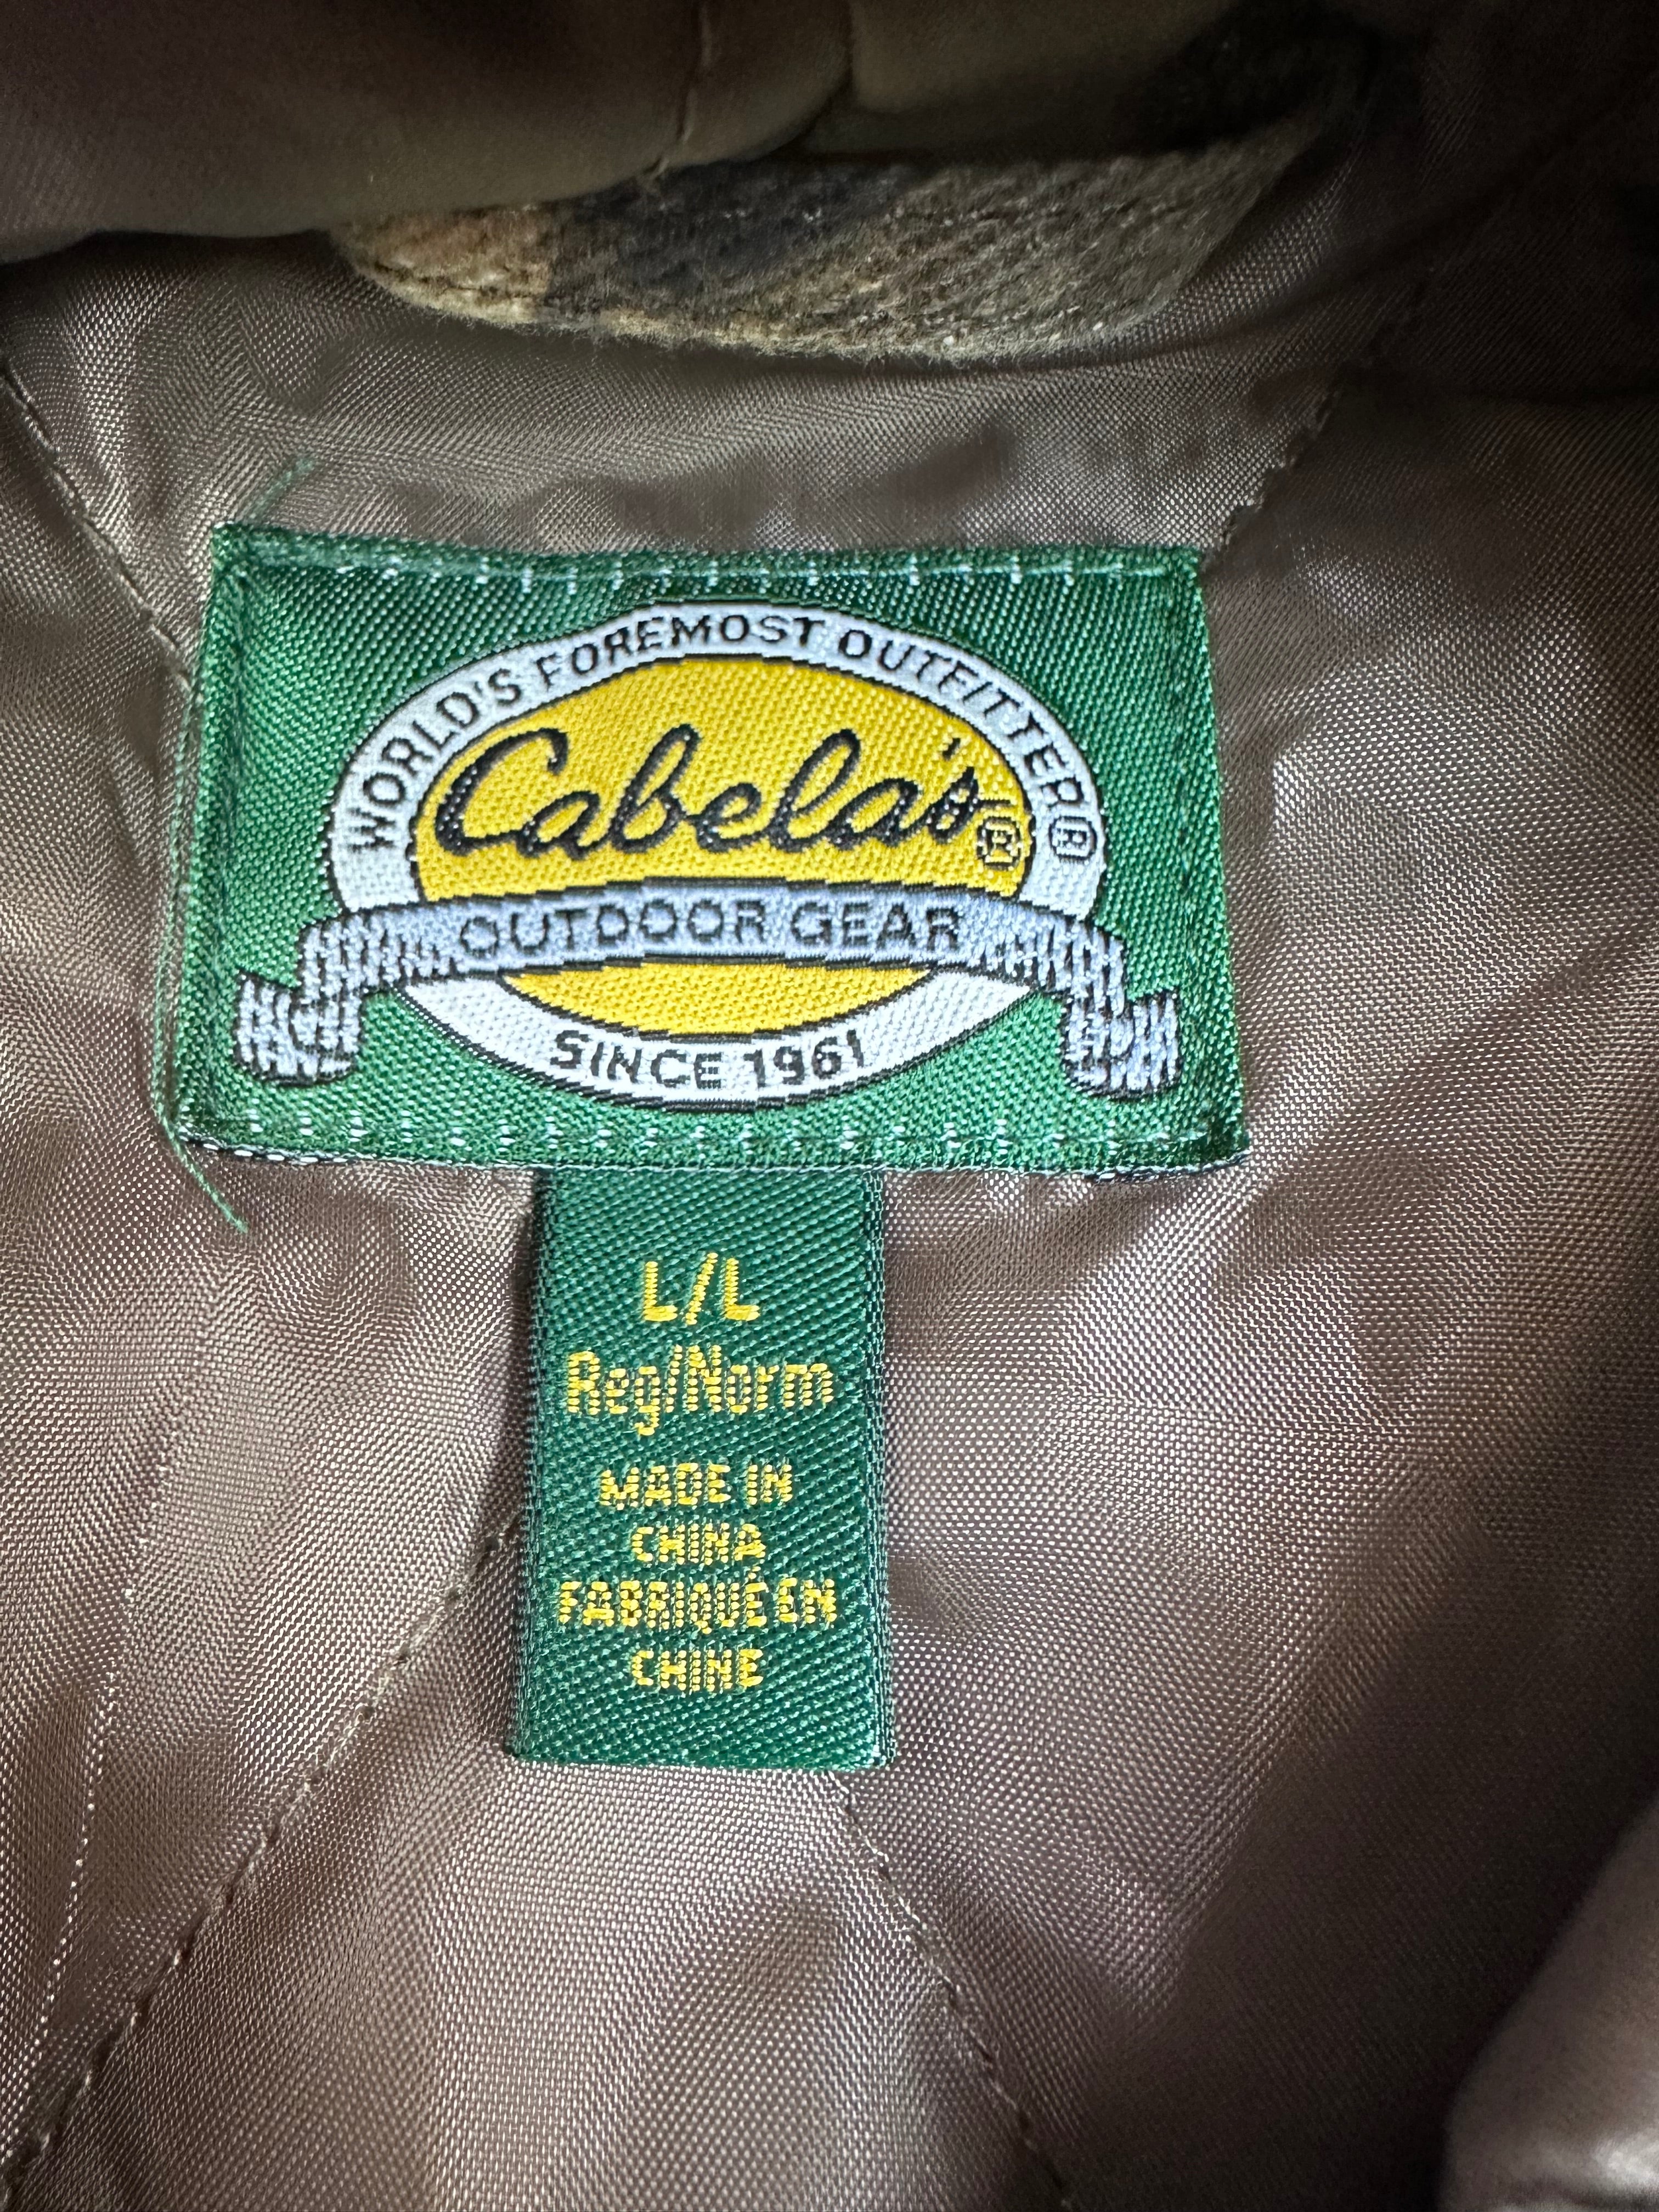 WORLD'S FOREMOST OUTFITTER®
Cabela's®
OUTDOOR GEAR
SINCE 1961
L/L
Reg/Norm
MADE IN
CHINA
FABRIQUÉ EN
CHINE